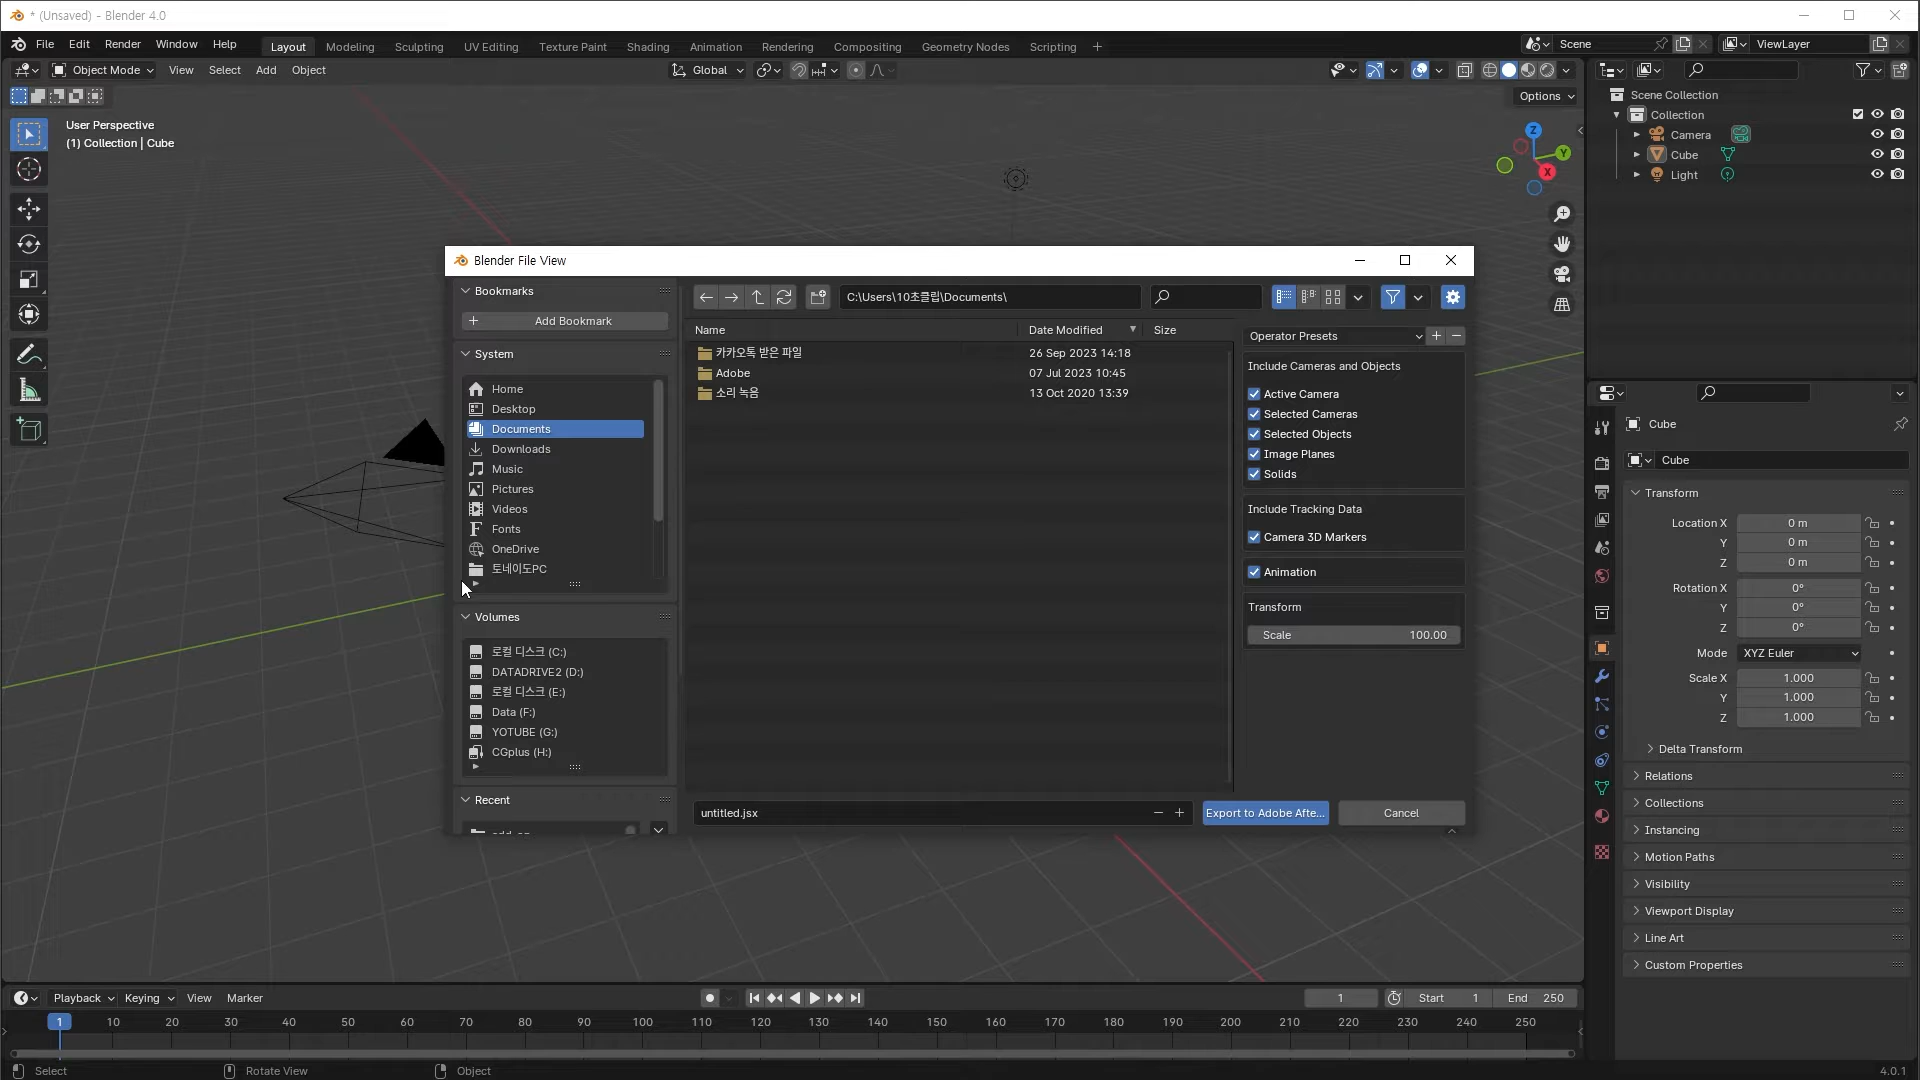 * (Unsaved) - Blender 4.0
File Edit Render Window Help Layout Modeling Sculpting UV Editing Texture Paint Shading Animation Rendering Compositing Geometry Nodes Scripting + Scene ViewLayer
Object Mode View Select Add Object Global
Options
User Perspective
(1) Collection | Cube
Z
Y
X
Scene Collection
Collection
Camera
Cube
Light
Blender File View
Bookmarks
Add Bookmark
System
Home
Desktop
Documents
Downloads
Music
Pictures
Videos
Fonts
OneDrive
토네이도PC
Volumes
로컬 디스크 (C:)
DATADRIVE2 (D:)
로컬 디스크 (E:)
Data (F:)
YOTUBE (G:)
CGplus (H:)
Recent
C:\Users\10초클립\Documents\
Name Date Modified Size
카카오톡 받은 파일 26 Sep 2023 14:18
Adobe 07 Jul 2023 10:45
소리 녹음 13 Oct 2020 13:39
untitled.jsx
Operator Presets
Include Cameras and Objects
Active Camera
Selected Cameras
Selected Objects
Image Planes
Solids
Include Tracking Data
Camera 3D Markers
Animation
Transform
Scale 100.00
Export to Adobe Afte... Cancel
Cube
Cube
Transform
Location X 0 m
Y 0 m
Z 0 m
Rotation X 0°
Y 0°
Z 0°
Mode XYZ Euler
Scale X 1.000
Y 1.000
Z 1.000
Delta Transform
Relations
Collections
Instancing
Motion Paths
Visibility
Viewport Display
Line Art
Custom Properties
Playback Keying View Marker 1 Start 1 End 250
1 10 20 30 40 50 60 70 80 90 100 110 120 130 140 150 160 170 180 190 200 210 220 230 240 250
Select Rotate View Object 4.0.1